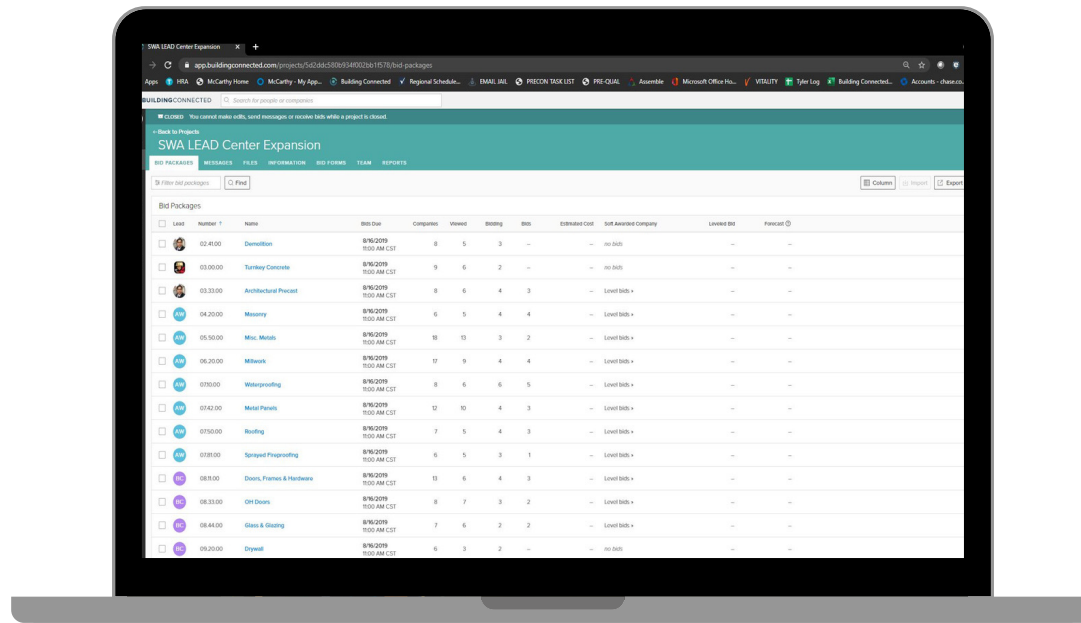 SWA LEAD Center Expansion × +
app.buildingconnected.com/projects/5d2ddc580b934f002bb1f578/bid-packages
Apps HRA McCarthy Home McCarthy - My App... Building Connected Regional Schedule... EMAIL JAIL PRECON TASK LIST PRE-QUAL Assemble Microsoft Office Ho... VITALITY Tyler Log Building Connected... Accounts - chase.co...
BUILDINGCONNECTED Search for people or companies
CLOSED You cannot make edits, send messages or receive bids while a project is closed.
Back to Projects
SWA LEAD Center Expansion
BID PACKAGES MESSAGES FILES INFORMATION BID FORMS TEAM REPORTS
Filter bid packages Find Column Import Export
Bid Packages
Lead Number ↑ Name Bids Due Companies Viewed Bidding Bids Estimated Cost Soft Awarded Company Leveled Bid Forecast
02.41.00 Demolition 8/16/2019 8 5 3 – – no bids – –
11:00 AM CST
03.00.00 Turnkey Concrete 8/16/2019 9 6 2 – – no bids – –
11:00 AM CST
03.33.00 Architectural Precast 8/16/2019 8 6 4 3 – Level bids » – –
11:00 AM CST
AW 04.20.00 Masonry 8/16/2019 6 5 4 4 – Level bids » – –
11:00 AM CST
AW 05.50.00 Misc. Metals 8/16/2019 18 13 3 2 – Level bids » – –
11:00 AM CST
AW 06.20.00 Millwork 8/16/2019 17 9 4 4 – Level bids » – –
11:00 AM CST
AW 07.10.00 Waterproofing 8/16/2019 8 6 6 5 – Level bids » – –
11:00 AM CST
AW 07.42.00 Metal Panels 8/16/2019 12 10 4 3 – Level bids » – –
11:00 AM CST
AW 07.50.00 Roofing 8/16/2019 7 5 4 3 – Level bids » – –
11:00 AM CST
AW 07.81.00 Sprayed Fireproofing 8/16/2019 6 5 3 1 – Level bids » – –
11:00 AM CST
BC 08.11.00 Doors, Frames & Hardware 8/16/2019 13 6 4 3 – Level bids » – –
11:00 AM CST
BC 08.33.00 OH Doors 8/16/2019 8 7 3 2 – Level bids » – –
11:00 AM CST
BC 08.44.00 Glass & Glazing 8/16/2019 7 6 2 2 – Level bids » – –
11:00 AM CST
BC 09.20.00 Drywall 8/16/2019 6 3 2 – – no bids – –
11:00 AM CST